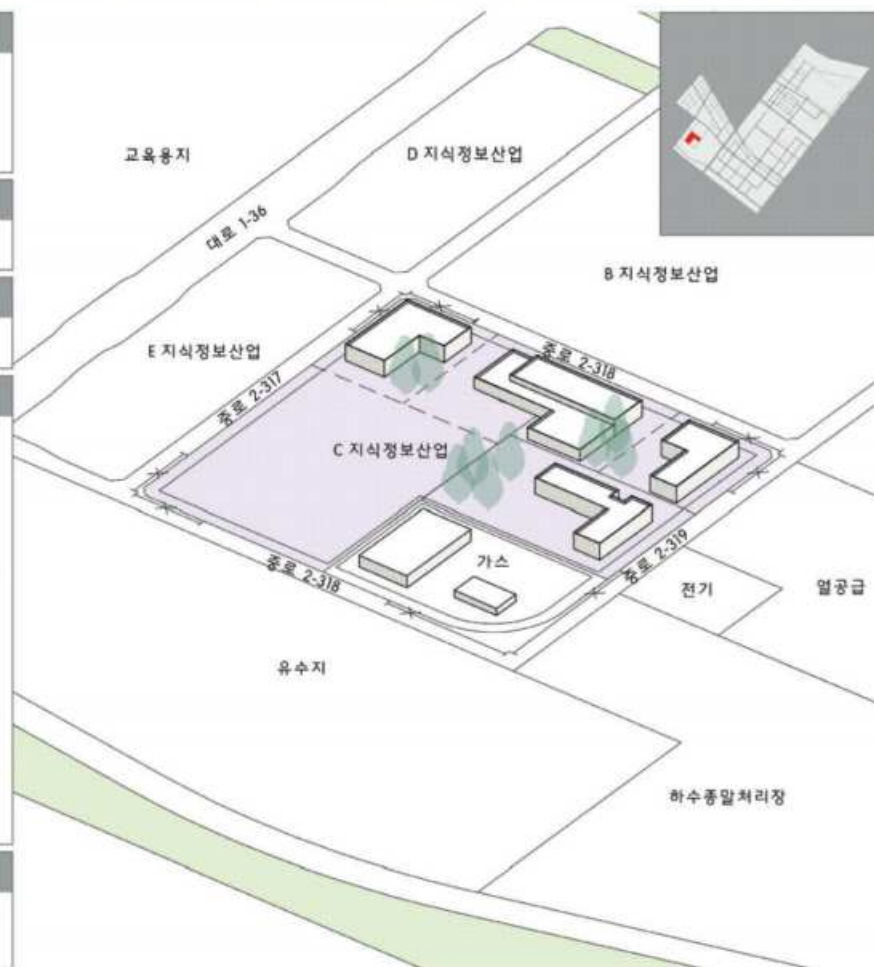 교육용지
D 지식정보산업
대로 1-36
B 지식정보산업
E 지식정보산업
중로 2-318
중로 2-317
C 지식정보산업
가스
중로 2-319
중로 2-318
전기
열공급
유수지
하수종말처리장